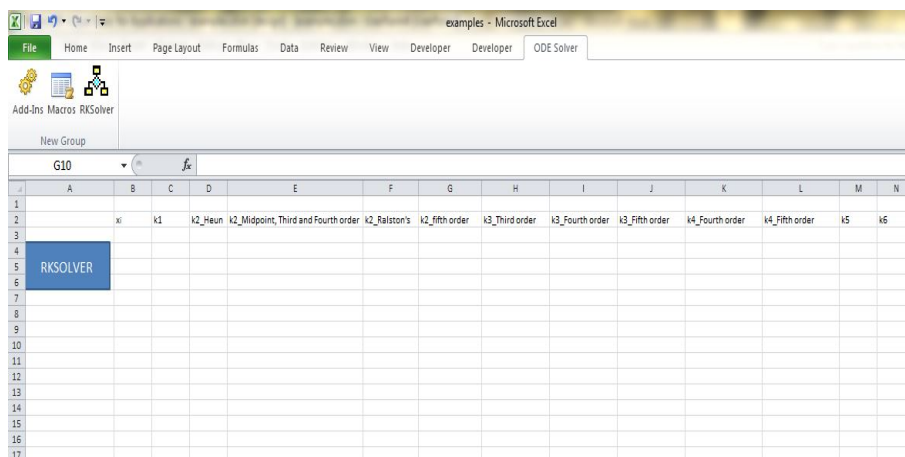 examples - Microsoft Excel
File Home Insert Page Layout Formulas Data Review View Developer Developer ODE Solver
Add-Ins Macros RKSolver
New Group
G10 fx
A B C D E F G H I J K L M N
1
2 xi k1 k2_Heun k2_Midpoint, Third and Fourth order k2_Ralston's k2_fifth order k3_Third order k3_Fourth order k3_Fifth order k4_Fourth order k4_Fifth order k5 k6
3
4
5 RKSOLVER
6
7
8
9
10
11
12
13
14
15
16
17